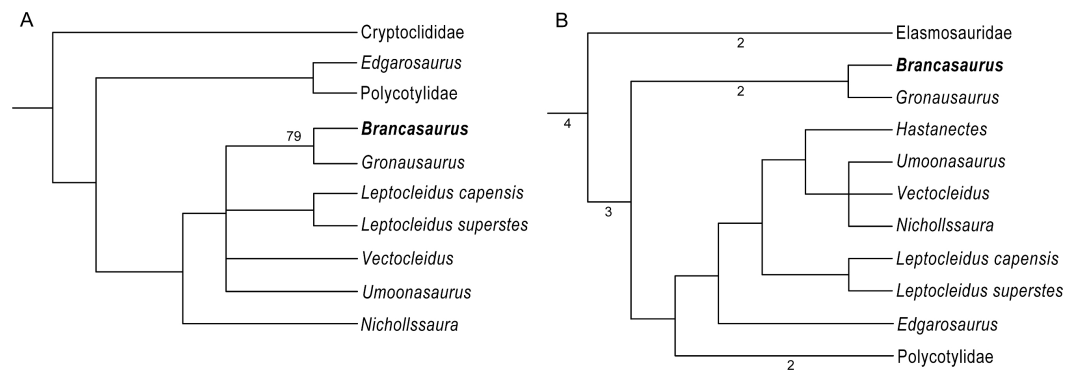 A
Cryptoclididae
Edgarosaurus
Polycotylidae
79
Brancasaurus
Gronausaurus
Leptocleidus capensis
Leptocleidus superstes
Vectocleidus
Umoonasaurus
Nichollssaura
B
Elasmosauridae
2
Brancasaurus
2
Gronausaurus
4
Hastanectes
Umoonasaurus
Vectocleidus
3
Nichollssaura
Leptocleidus capensis
Leptocleidus superstes
Edgarosaurus
Polycotylidae
2